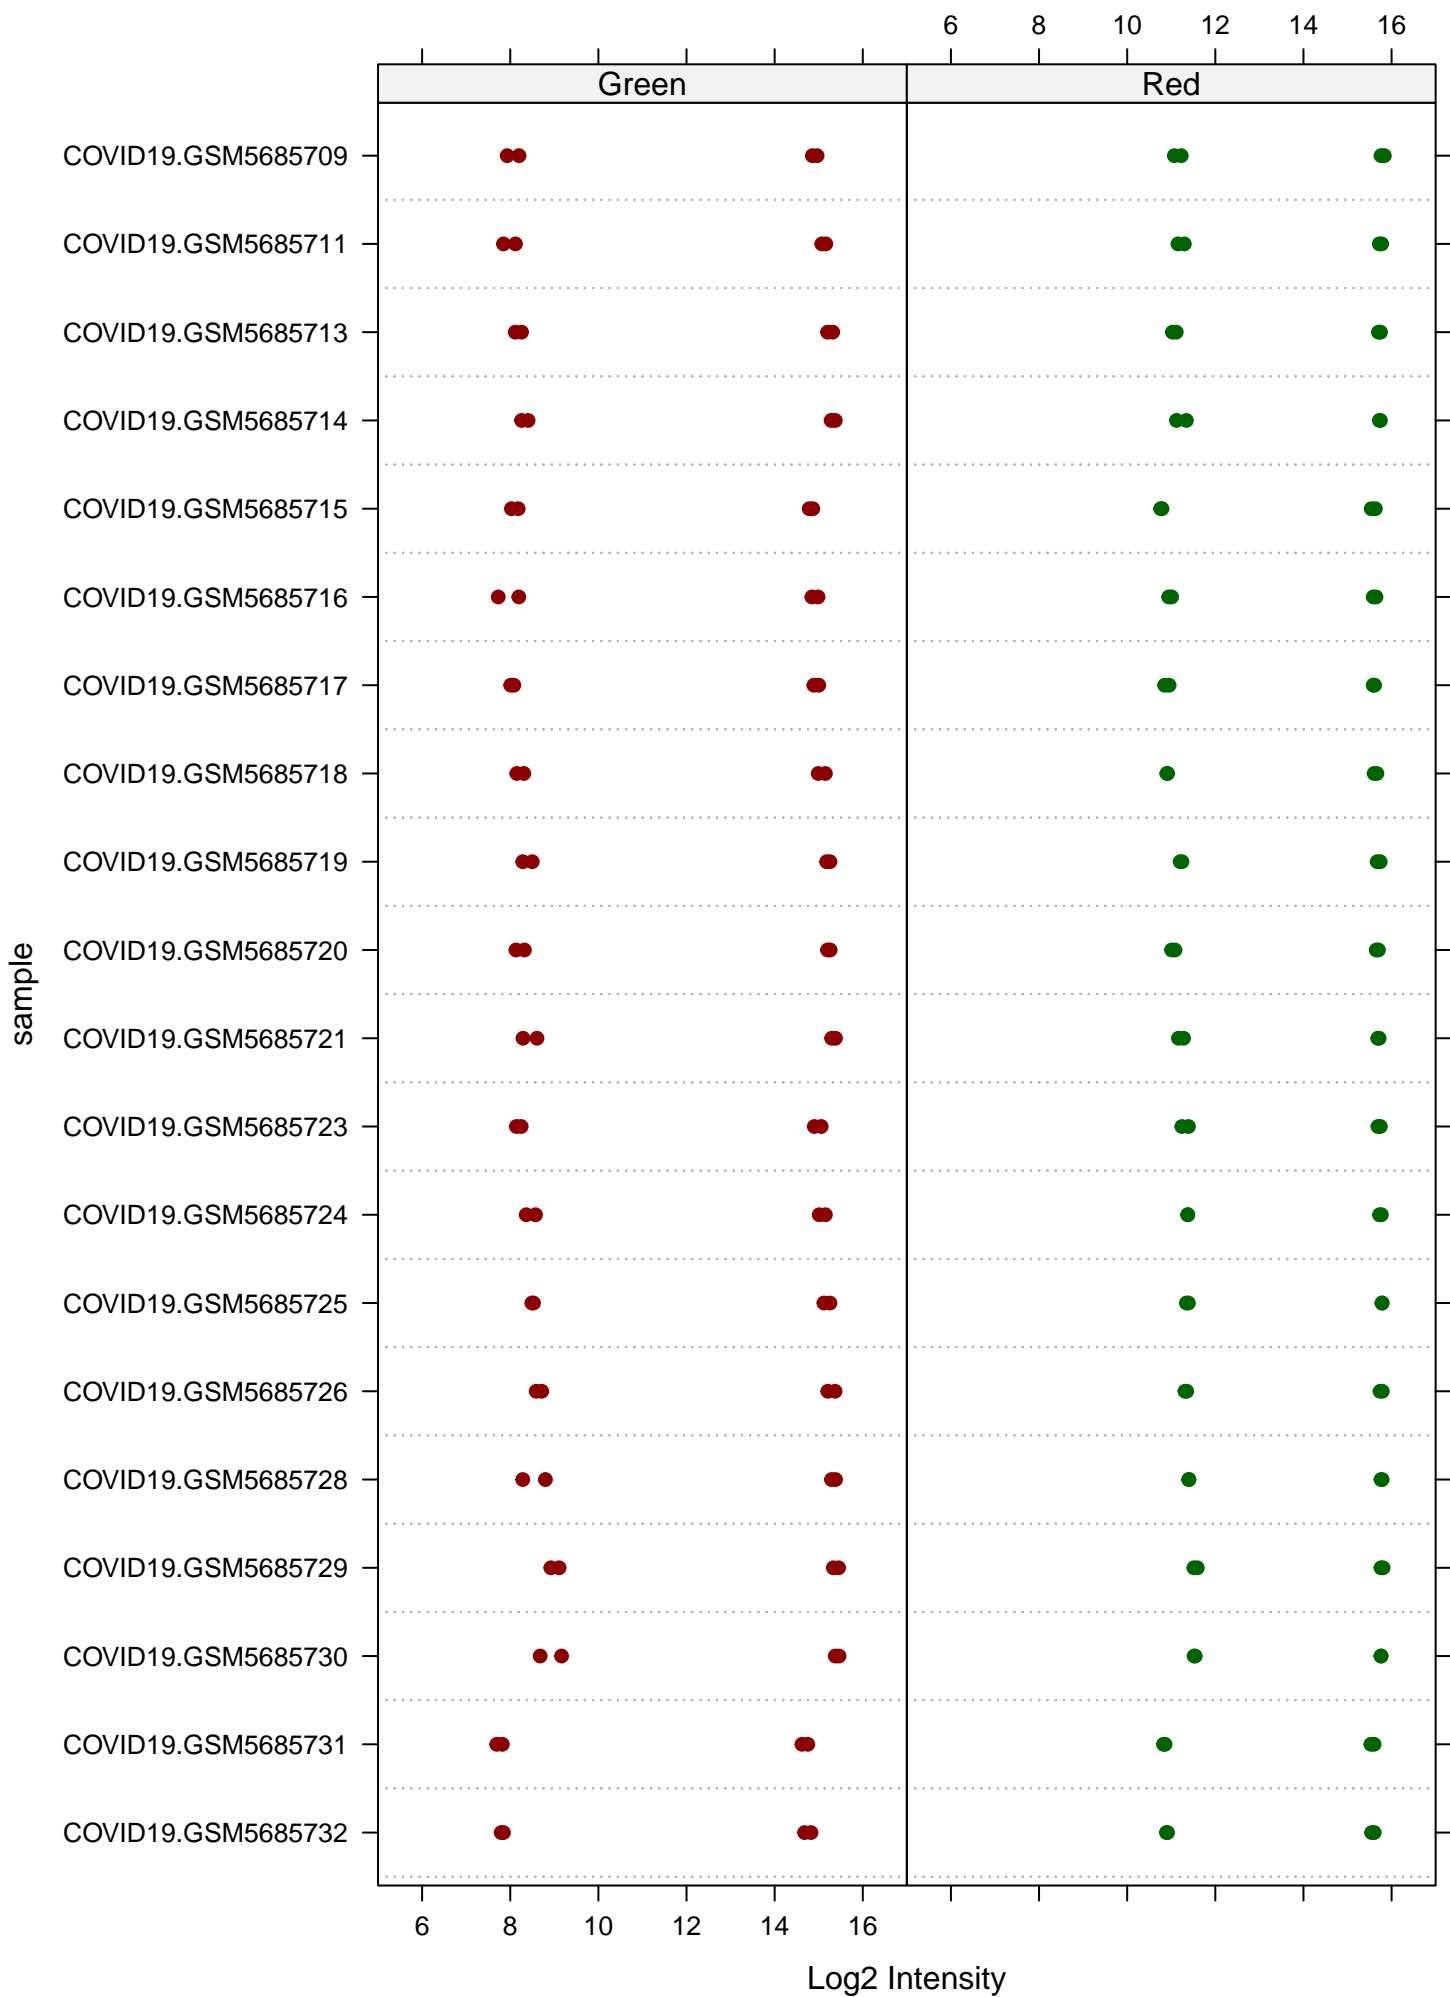 6 8 10 12 14 16
Green Red
COVID19.GSM5685709
COVID19.GSM5685711
COVID19.GSM5685713
COVID19.GSM5685714
COVID19.GSM5685715
COVID19.GSM5685716
COVID19.GSM5685717
COVID19.GSM5685718
COVID19.GSM5685719
COVID19.GSM5685720
COVID19.GSM5685721
COVID19.GSM5685723
COVID19.GSM5685724
COVID19.GSM5685725
COVID19.GSM5685726
COVID19.GSM5685728
COVID19.GSM5685729
COVID19.GSM5685730
COVID19.GSM5685731
COVID19.GSM5685732
sample
6 8 10 12 14 16
Log2 Intensity